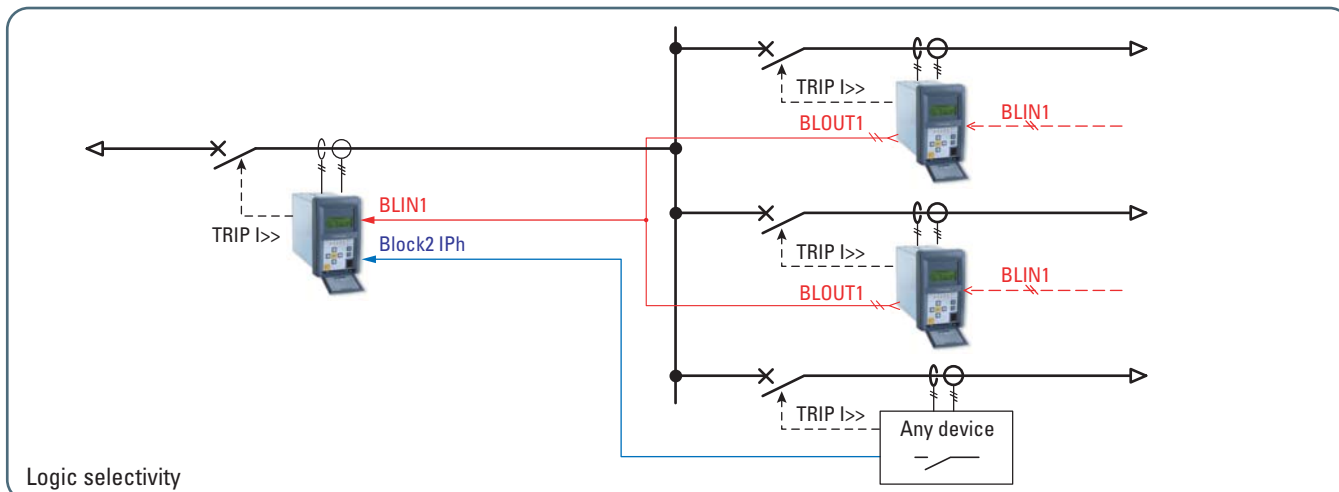 TRIP I>>
BLIN1
BLOUT1
BLIN1
Block2 IPh
TRIP I>>
TRIP I>>
BLIN1
BLOUT1
TRIP I>>
Any device
Logic selectivity